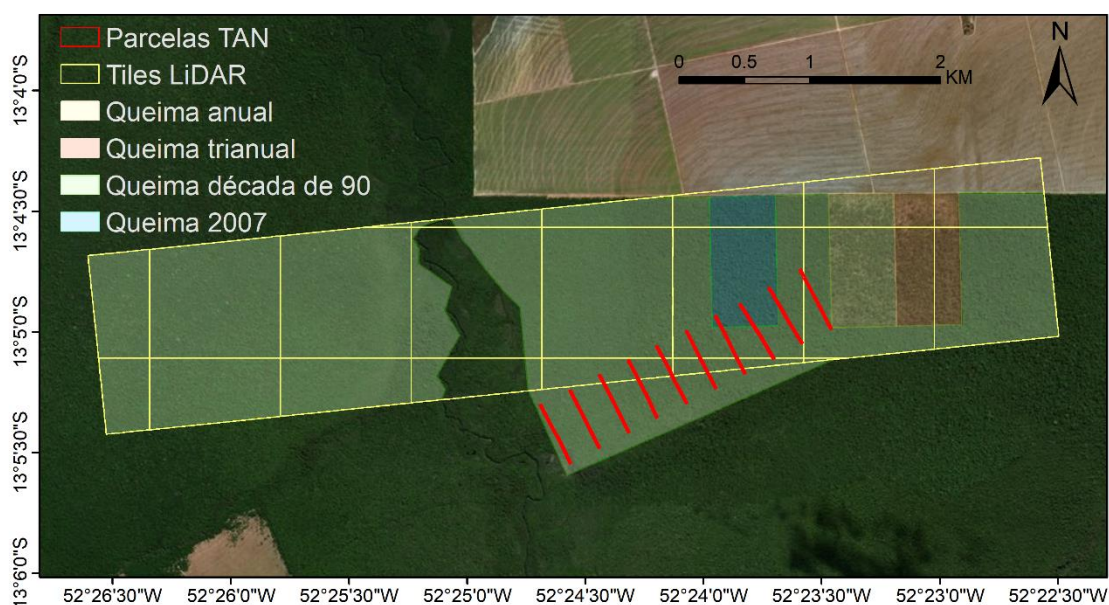 Parcelas TAN
Tiles LiDAR
Queima anual
Queima trianual
Queima década de 90
Queima 2007
N
0 0.5 1 2
KM
13°4'0"S
13°4'30"S
13°5'0"S
13°5'30"S
13°6'0"S
52°26'30"W 52°26'0"W 52°25'30"W 52°25'0"W 52°24'30"W 52°24'0"W 52°23'30"W 52°23'0"W 52°22'30"W